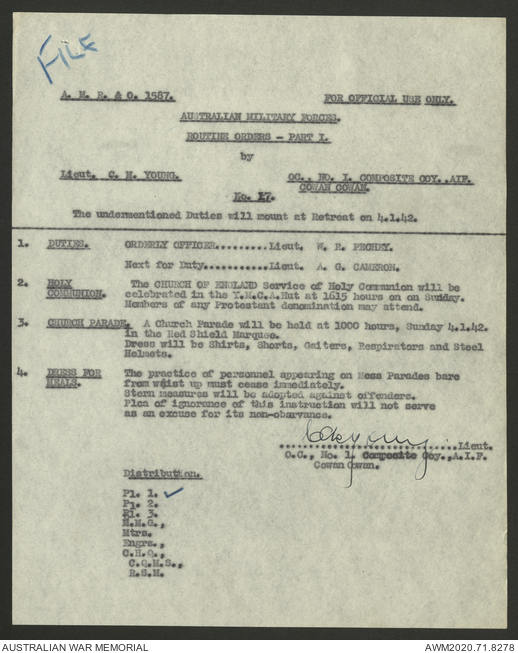 FILE
A. M. R. & O. 1587. FOR OFFICIAL USE ONLY.
AUSTRALIAN MILITARY FORCES.
ROUTINE ORDERS - PART I.
by
Lieut. C. M. YOUNG. OC., NO. 1. COMPOSITE COY., AIF.
COWAN COWAN.
No. 17.
The undermentioned Duties will mount at Retreat on 4.1.42.
1. DUTIES. ORDERLY OFFICER.........Lieut. W. R. PECHEY.
Next for Duty...........Lieut. A. G. CAMERON.
2. HOLY COMMUNION. The CHURCH OF ENGLAND Service of Holy Communion will be
celebrated in the Y.M.C.A.Hut at 1615 hours on on Sunday.
Members of any Protestant denomination may attend.
3. CHURCH PARADE. A Church Parade will be held at 1000 hours, Sunday 4.1.42.
in the Red Shield Marquee.
Dress will be Shirts, Shorts, Gaiters, Respirators and Steel
Helmets.
4. DRESS FOR MEALS. The practice of personnel appearing on Mess Parades bare
from waist up must cease immediately.
Stern measures will be adopted against offenders.
Plea of ignorance of this instruction will not serve
as an excuse for its non-obsrvance.
..............................Lieut.
O.C., No. 1. Composite Coy.,A.I.F.
Cowan Cowan.
Distribution.
Pl. 1.
Pl. 2.
Pl. 3.
M.M.G.,
Mtrs.
Engrs.,
C.H.Q.,
C.Q.M.S.,
R.S.M.
AUSTRALIAN WAR MEMORIAL AWM2020.71.8278